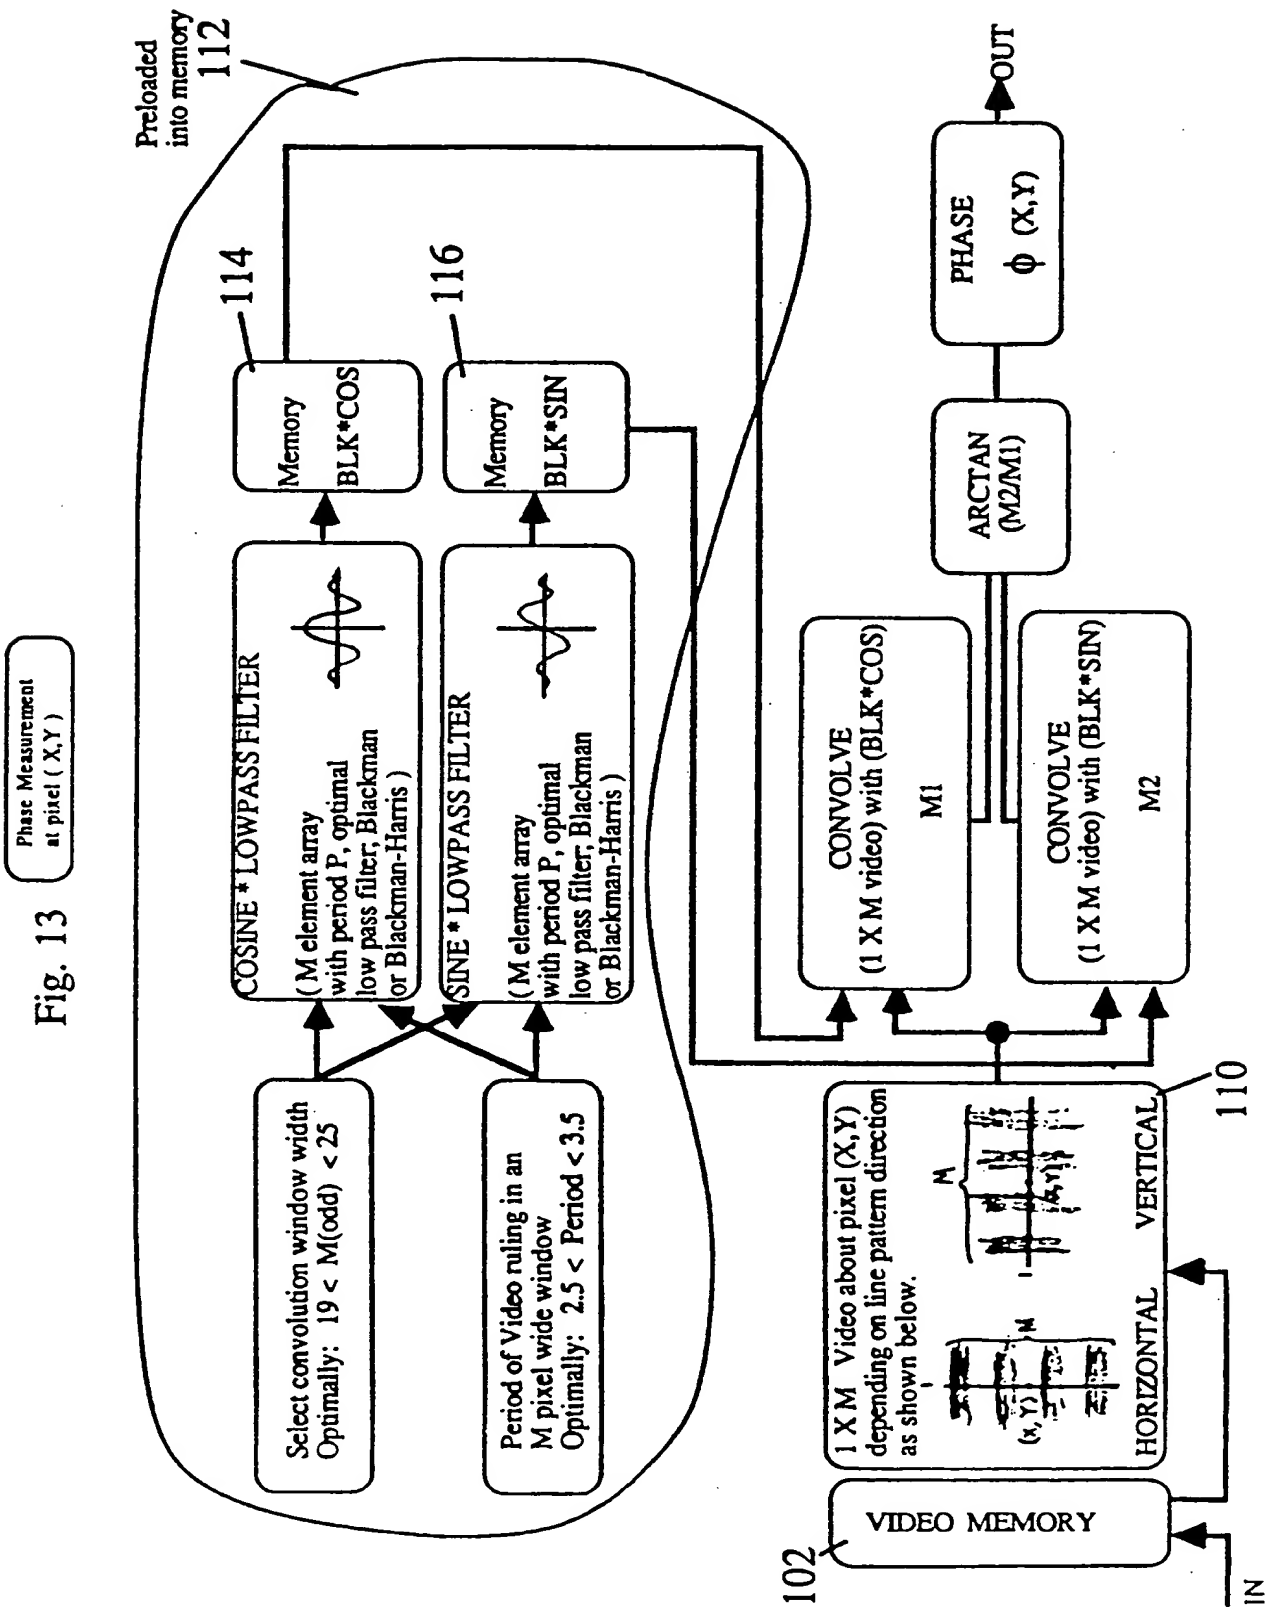 Fig. 13
Phase Measurement
at pixel ( X,Y )
Preloaded
into memory
112
Select convolution window width
Optimally: 19 < M(odd) < 25
Period of Video ruling in an
M pixel wide window
Optimally: 2.5 < Period < 3.5
COSINE * LOWPASS FILTER
( M element array
with period P, optimal
low pass filter; Blackman
or Blackman-Harris )
SINE * LOWPASS FILTER
( M element array
with period P, optimal
low pass filter; Blackman
or Blackman-Harris )
114
Memory
BLK*COS
116
Memory
BLK*SIN
102
VIDEO MEMORY
IN
1 X M Video about pixel (X,Y)
depending on line pattern direction
as shown below.
(x, Y)
M
M
(x,Y)
1
HORIZONTAL VERTICAL
110
CONVOLVE
(1 X M video) with (BLK*COS)
M1
CONVOLVE
(1 X M video) with (BLK*SIN)
M2
ARCTAN
(M2/M1)
PHASE
ϕ (X,Y)
OUT